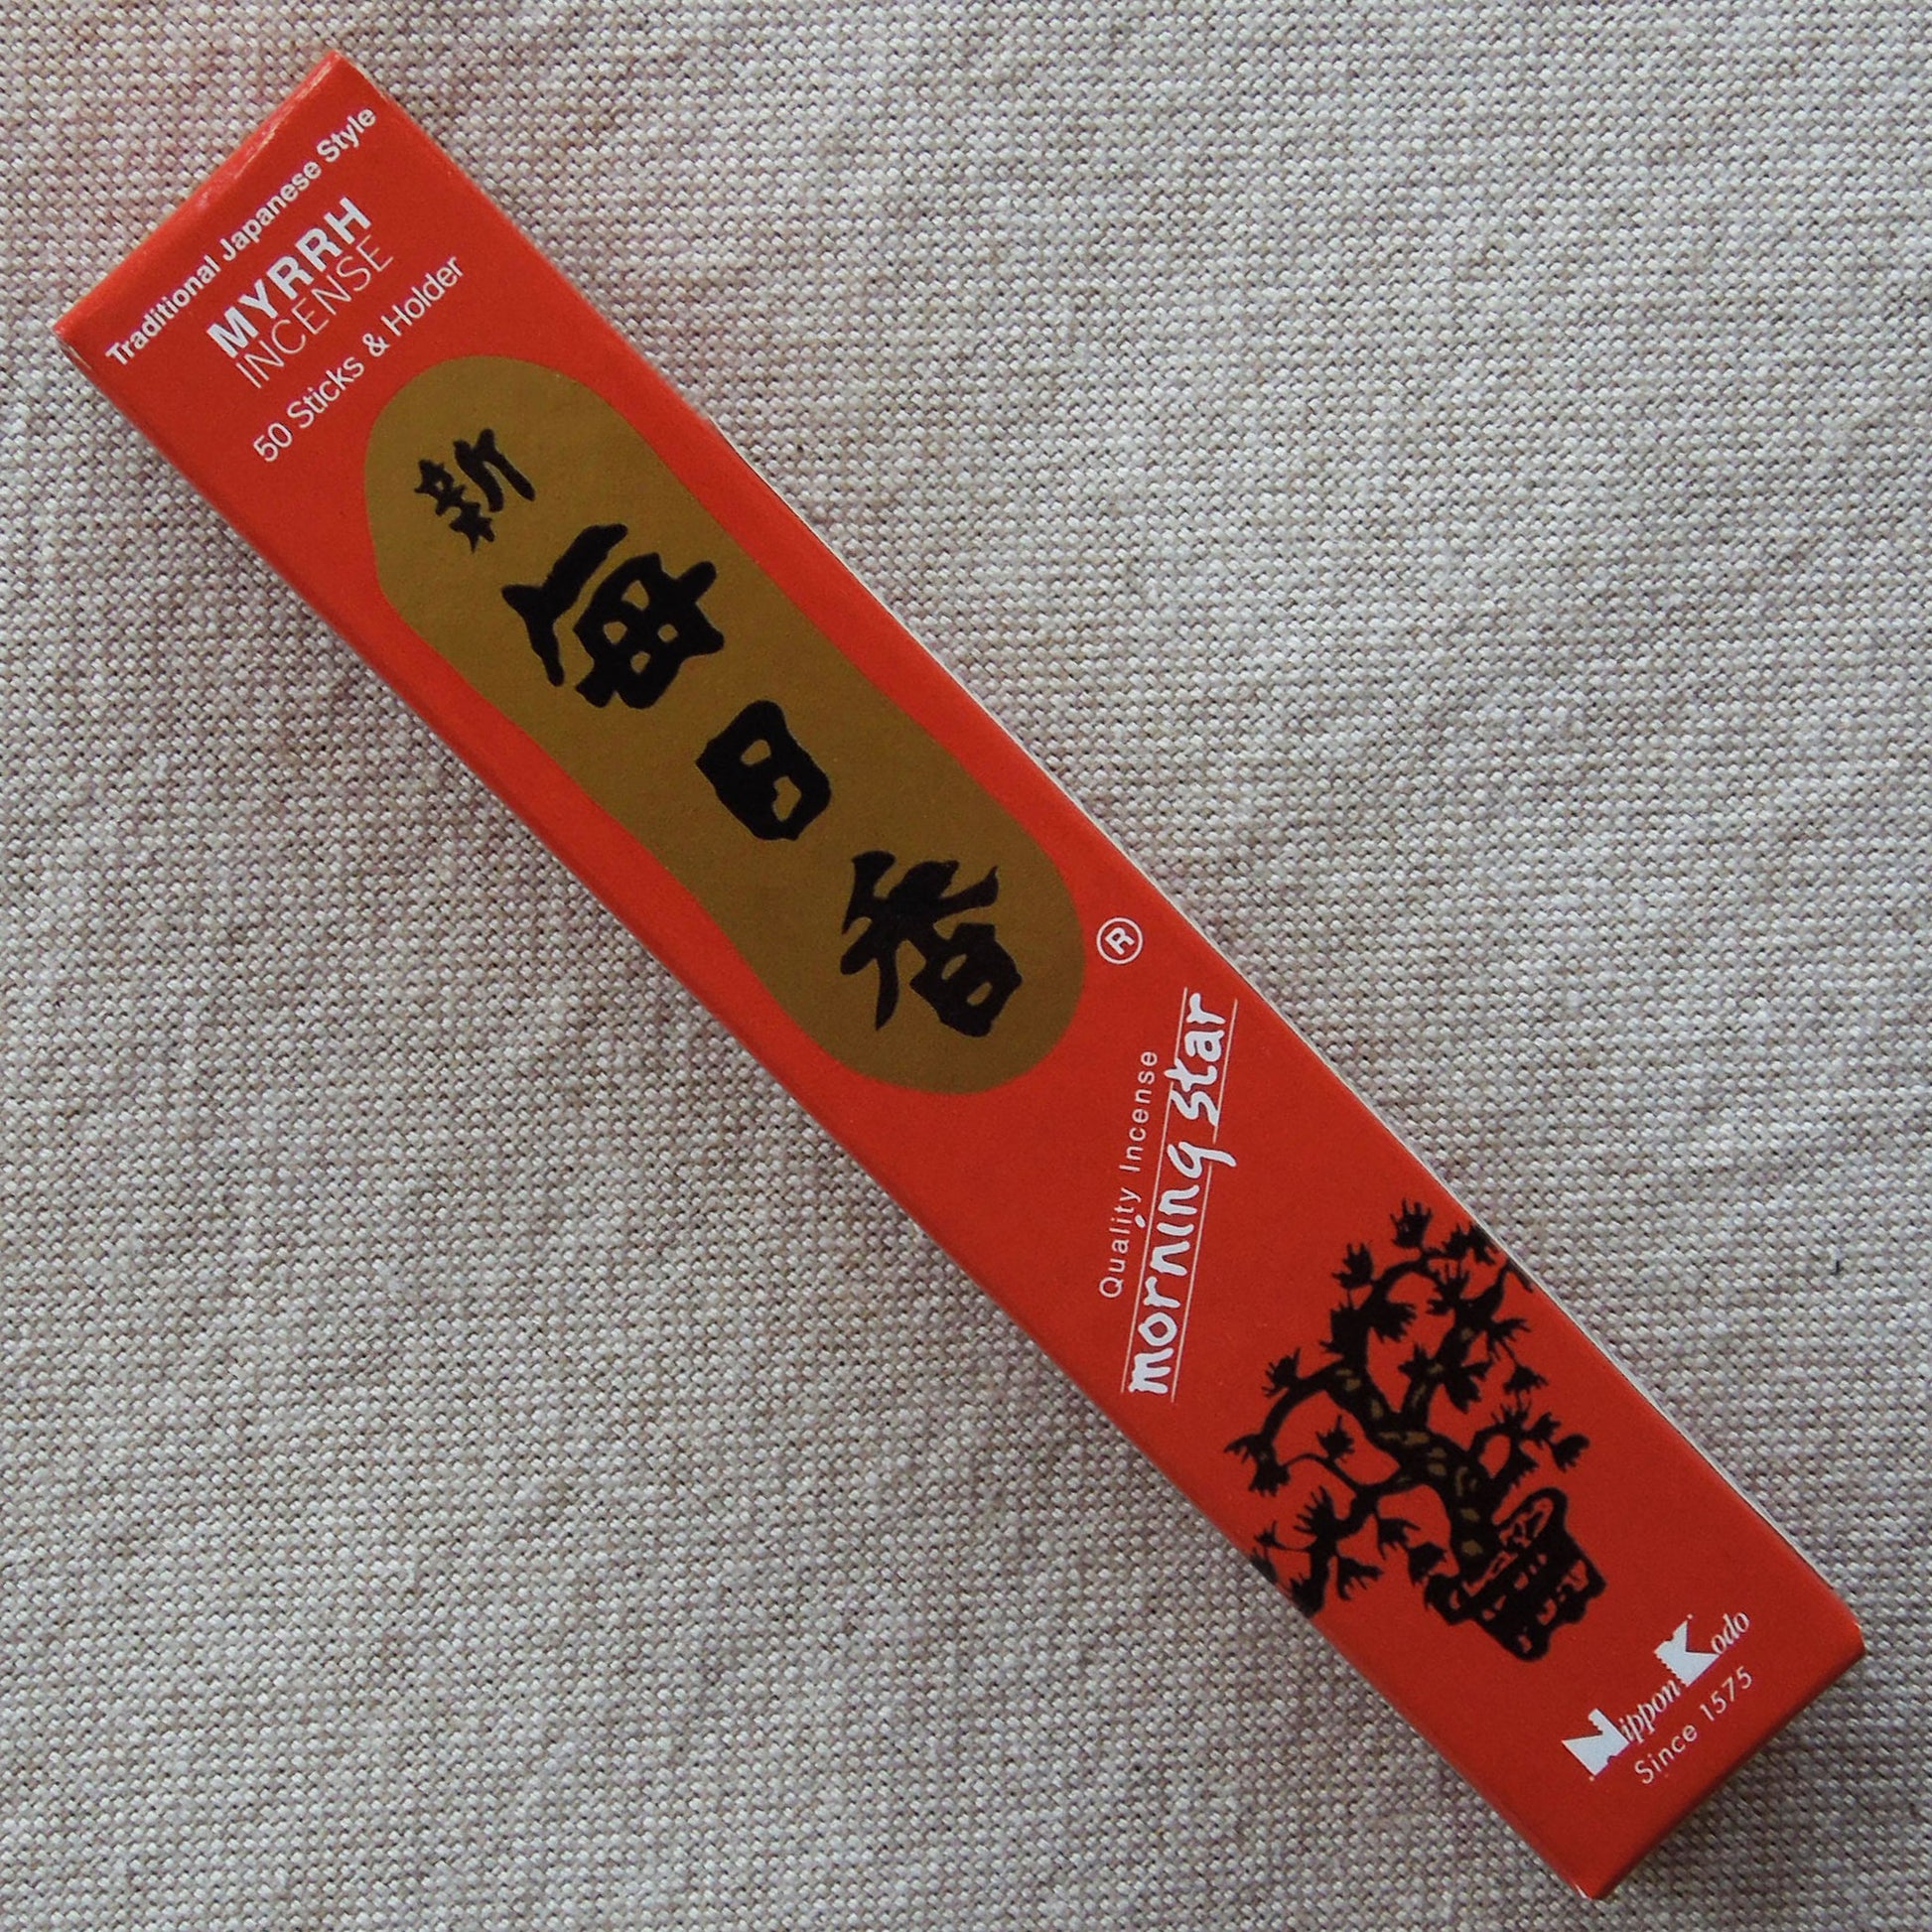 Traditional Japanese Style
MYRRH
INCENSE
50 Sticks & Holder
新
毎日香
®
Quality Incense
morning star
Nippon Kodo
Since 1575